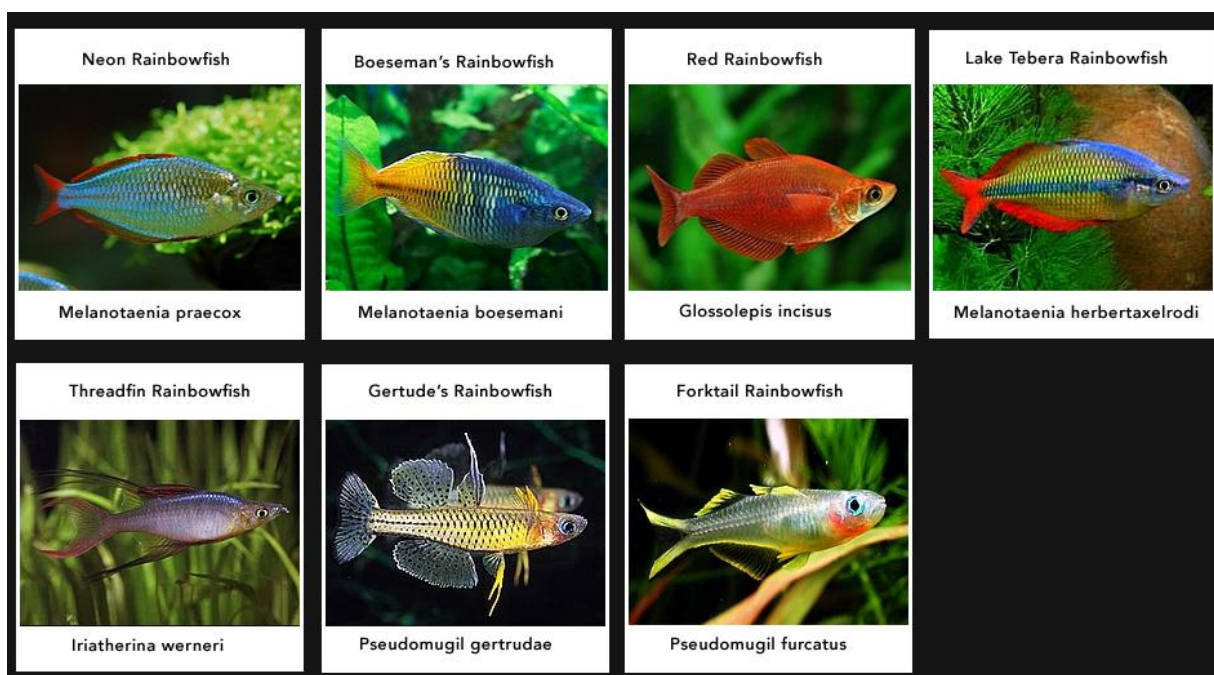 Neon Rainbowfish
Melanotaenia praecox
Boeseman's Rainbowfish
Melanotaenia boesemani
Red Rainbowfish
Glossolepis incisus
Lake Tebera Rainbowfish
Melanotaenia herbertaxelrodi
Threadfin Rainbowfish
Iriatherina werneri
Gertude's Rainbowfish
Pseudomugil gertrudae
Forktail Rainbowfish
Pseudomugil furcatus